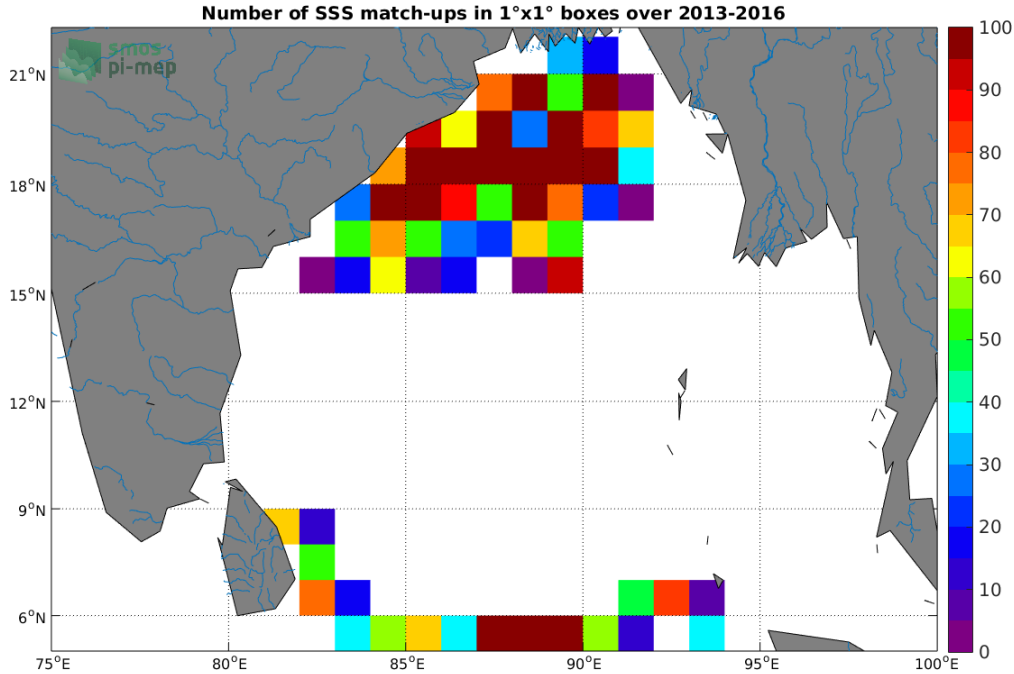 Number of SSS match-ups in 1°x1° boxes over 2013-2016
smos
pi-mep
21°N
18°N
15°N
12°N
9°N
6°N
75°E
80°E
85°E
90°E
95°E
100°E
100
90
80
70
60
50
40
30
20
10
0